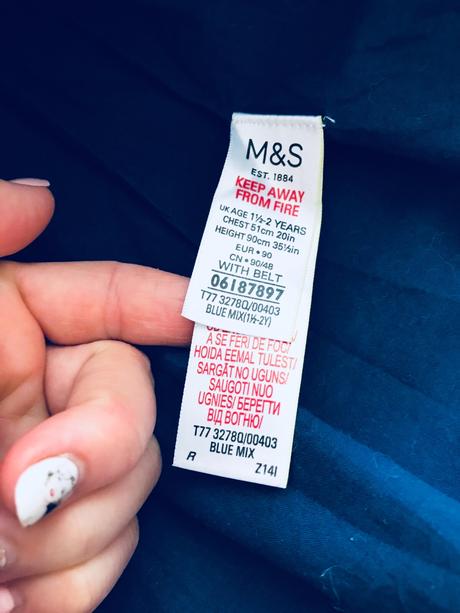 M&S
EST. 1884
KEEP AWAY
FROM FIRE
UK AGE 1½-2 YEARS
CHEST 51cm 20in
HEIGHT 90cm 35½in
EUR • 90
CN • 90/48
WITH BELT
06187897
T77 3278Q/00403
BLUE MIX(1½-2Y)
A SE FERI DE FOC/
HOIDA EEMAL TULEST/
SARGĀT NO UGUNS/
SAUGOTI NUO
UGNIES/ БЕРЕГТИ
ВІД ВОГНЮ/
T77 3278Q/00403
BLUE MIX
R Z14I